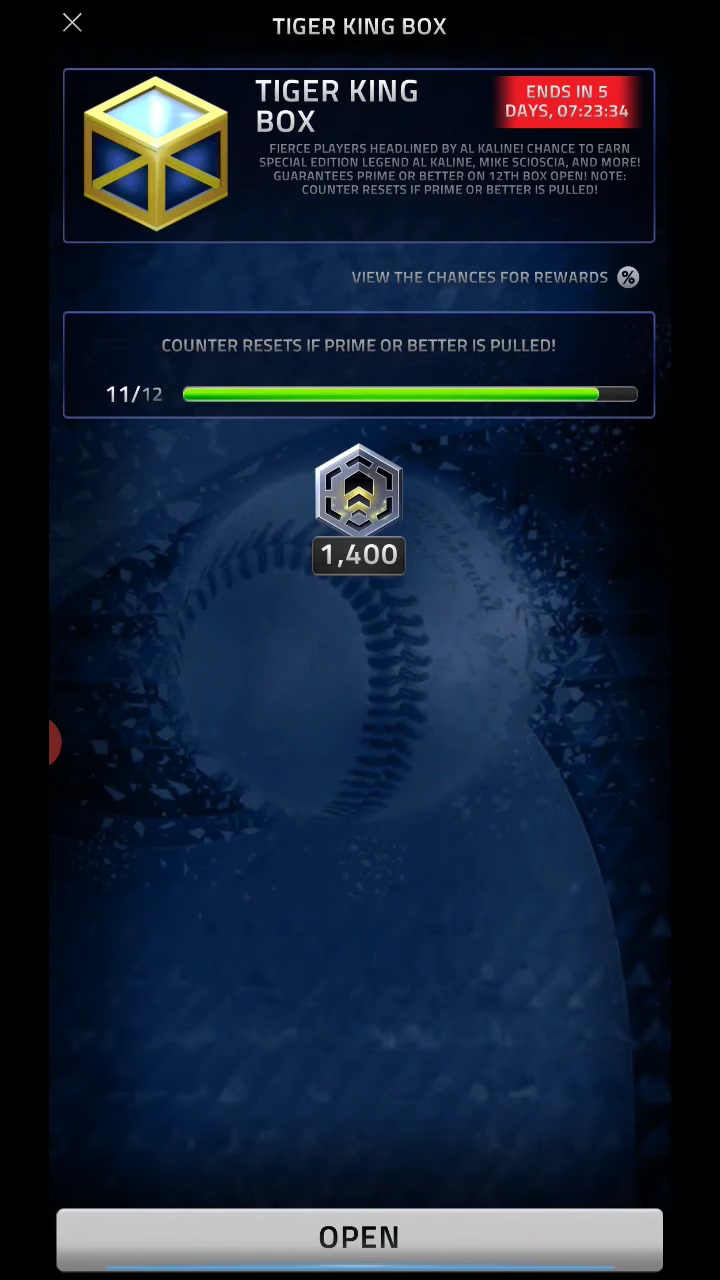 TIGER KING BOX
TIGER KING
BOX
ENDS IN 5
DAYS, 07:23:34
FIERCE PLAYERS HEADLINED BY AL KALINE! CHANCE TO EARN
SPECIAL EDITION LEGEND AL KALINE, MIKE SCIOSCIA, AND MORE!
GUARANTEES PRIME OR BETTER ON 12TH BOX OPEN! NOTE:
COUNTER RESETS IF PRIME OR BETTER IS PULLED!
VIEW THE CHANCES FOR REWARDS %
COUNTER RESETS IF PRIME OR BETTER IS PULLED!
11/12
1,400
OPEN